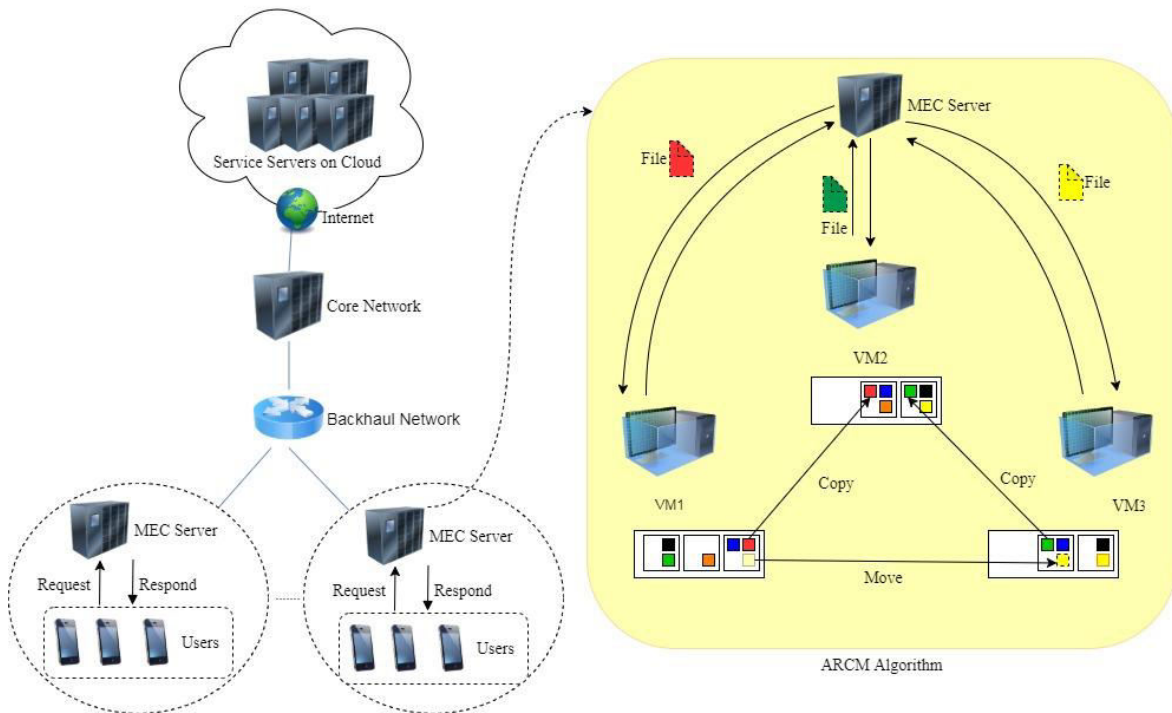 Service Servers on Cloud
Internet
Core Network
Backhaul Network
MEC Server
Request
Respond
Users
MEC Server
Request
Respond
Users
MEC Server
File
File
File
VM2
VM1
VM3
Copy
Copy
Move
ARCM Algorithm